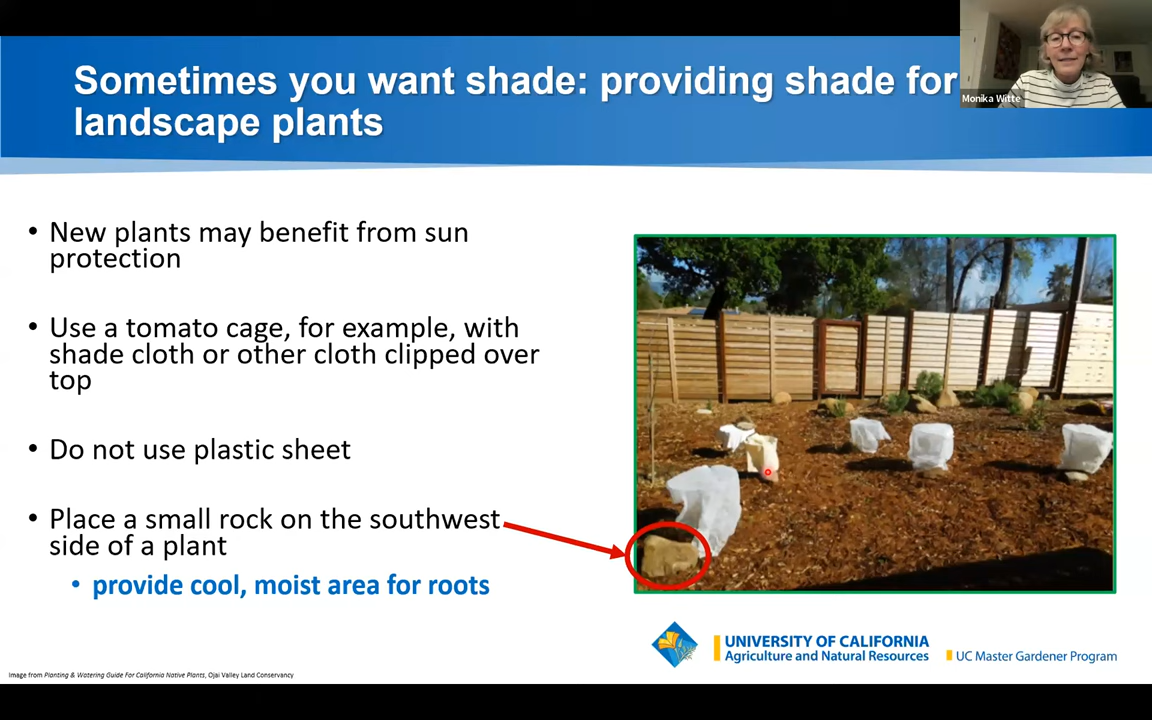 Sometimes you want shade: providing shade for
landscape plants
Monika Witte
• New plants may benefit from sun
protection
• Use a tomato cage, for example, with
shade cloth or other cloth clipped over
top
• Do not use plastic sheet
• Place a small rock on the southwest
side of a plant
• provide cool, moist area for roots
UNIVERSITY OF CALIFORNIA
Agriculture and Natural Resources
UC Master Gardener Program
Image from Planting & Watering Guide For California Native Plants, Ojai Valley Land Conservancy